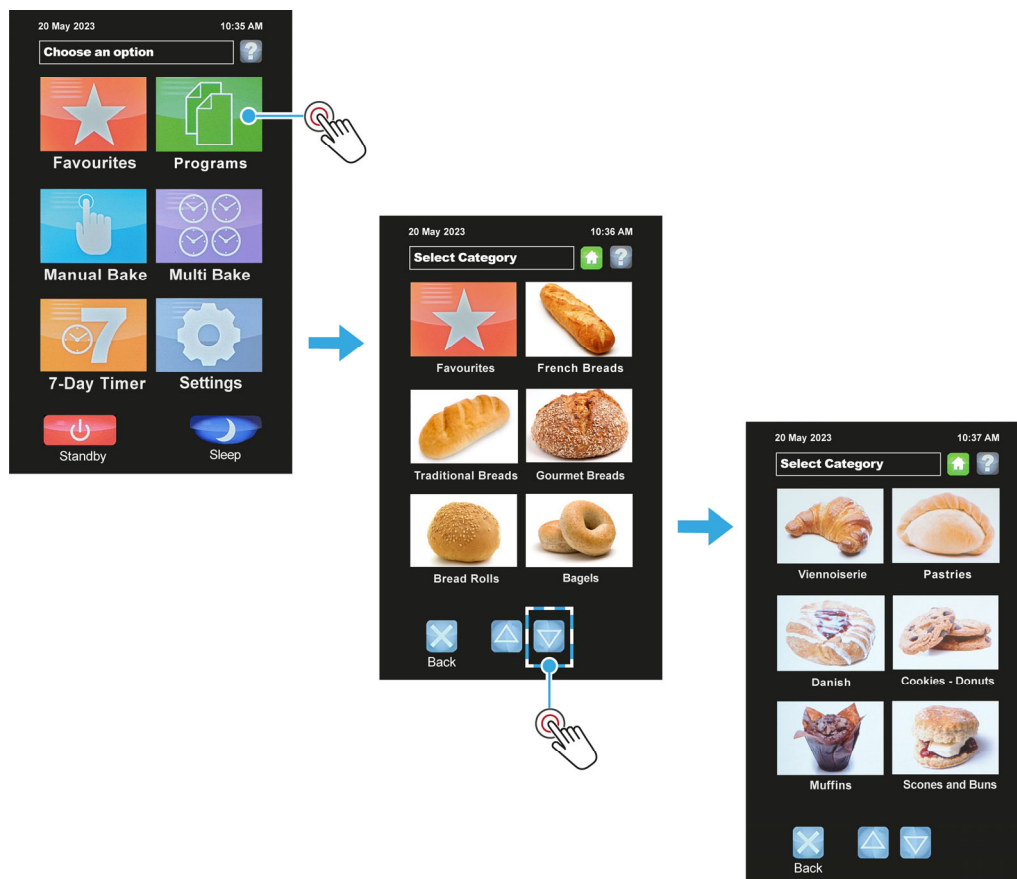 20 May 2023 10:35 AM
Choose an option ?
Favourites Programs
Manual Bake Multi Bake
7
7-Day Timer Settings
Standby Sleep
20 May 2023 10:36 AM
Select Category ?
Favourites French Breads
Traditional Breads Gourmet Breads
Bread Rolls Bagels
Back
20 May 2023 10:37 AM
Select Category ?
Viennoiserie Pastries
Danish Cookies - Donuts
Muffins Scones and Buns
Back